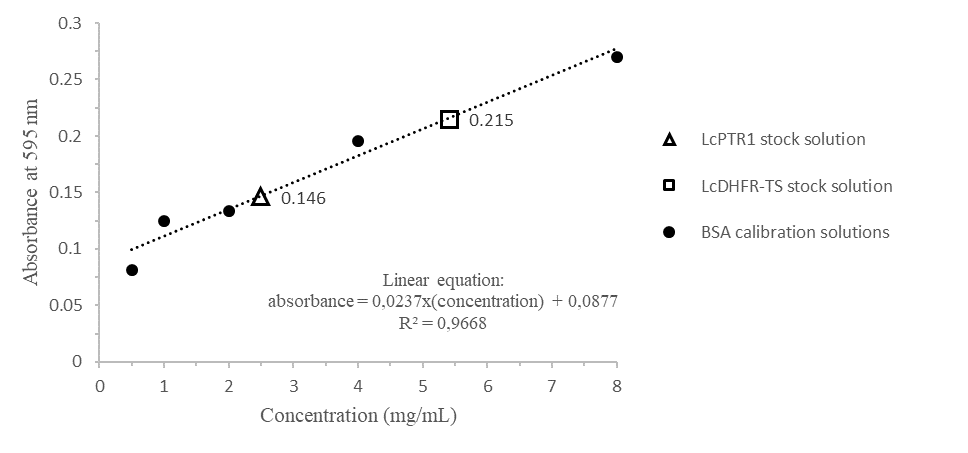 0.3
0.25
0.2
0.15
0.1
0.05
0
Absorbance at 595 nm
0.215
0.146
Linear equation:
absorbance = 0,0237x(concentration) + 0,0877
R² = 0,9668
0 1 2 3 4 5 6 7 8
Concentration (mg/mL)
LcPTR1 stock solution
LcDHFR-TS stock solution
BSA calibration solutions